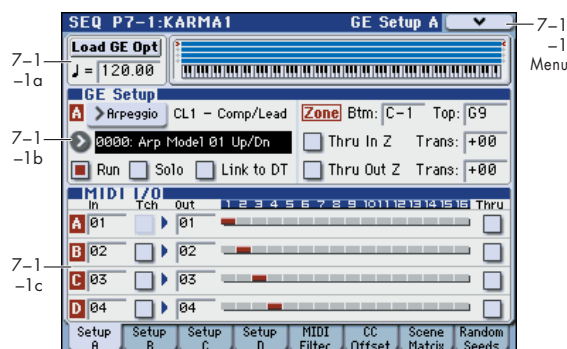 SEQ P7-1:KARMA1 GE Setup A
7-1
-1
Menu
Load GE Opt
♩= 120.00
7-1
-1a
GE Setup
A >Arpeggio CL1 - Comp/Lead Zone Btm: C-1 Top: G9
7-1
-1b
0000: Arp Model 01 Up/Dn Thru In Z Trans: +00
Run Solo Link to DT Thru Out Z Trans: +00
MIDI I/O
In Tch Out 1 2 3 4 5 6 7 8 9 10 11 12 13 14 15 16 Thru
A 01 01
B 02 02
7-1
-1c
C 03 03
D 04 04
Setup A Setup B Setup C Setup D MIDI Filter CC Offset Scene Matrix Random Seeds